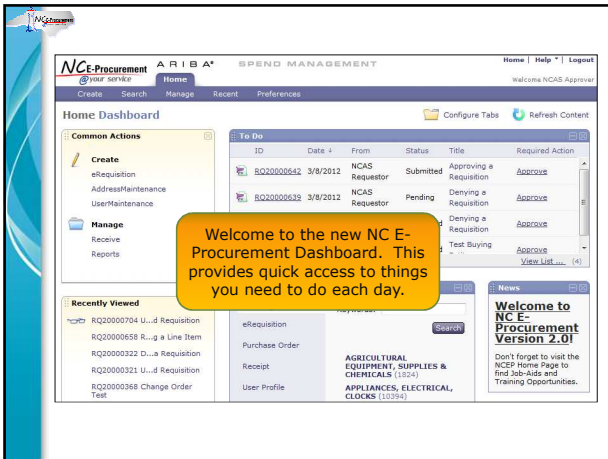 NCE-Procurement
NCE-Procurement
@your service
A R I B A
SPEND MANAGEMENT
Home | Help | Logout
Welcome NCAS Approver
Home
Create Search Manage Recent Preferences
Home Dashboard
Configure Tabs Refresh Content
Common Actions
Create
eRequisition
AddressMaintenance
UserMaintenance
Manage
Receive
Reports
To Do
ID Date From Status Title Required Action
RQ20000642 3/8/2012 NCAS Requestor Submitted Approving a Requisition Approve
RQ20000639 3/8/2012 NCAS Requestor Pending Denying a Requisition Approve
Denying a Requisition Approve
Test Buying
Approve
View List ... (4)
Welcome to the new NC E-
Procurement Dashboard. This
provides quick access to things
you need to do each day.
Recently Viewed
RQ20000704 U...d Requisition
RQ20000658 R...g a Line Item
RQ20000322 D...a Requisition
RQ20000321 U...d Requisition
RQ20000368 Change Order
Test
eRequisition
Purchase Order
Receipt
User Profile
Search
AGRICULTURAL
EQUIPMENT, SUPPLIES &
CHEMICALS (1824)
APPLIANCES, ELECTRICAL,
CLOCKS (10394)
News
Welcome to
NC E-
Procurement
Version 2.0!
Don't forget to visit the
NCEP Home Page to
find Job-Aids and
Training Opportunities.